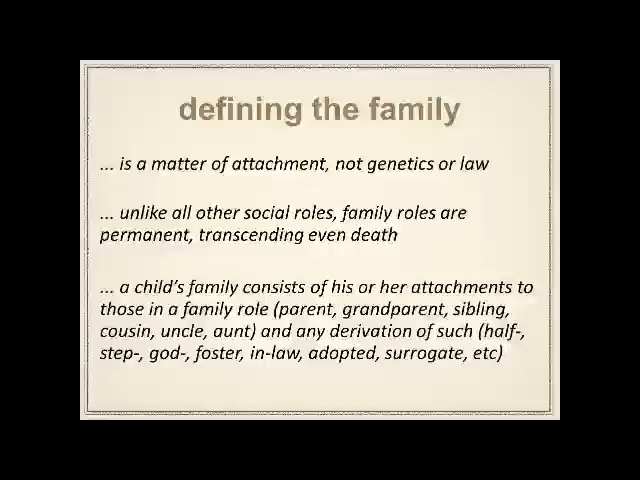 defining the family
... is a matter of attachment, not genetics or law
... unlike all other social roles, family roles are
permanent, transcending even death
... a child's family consists of his or her attachments to
those in a family role (parent, grandparent, sibling,
cousin, uncle, aunt) and any derivation of such (half-,
step-, god-, foster, in-law, adopted, surrogate, etc)